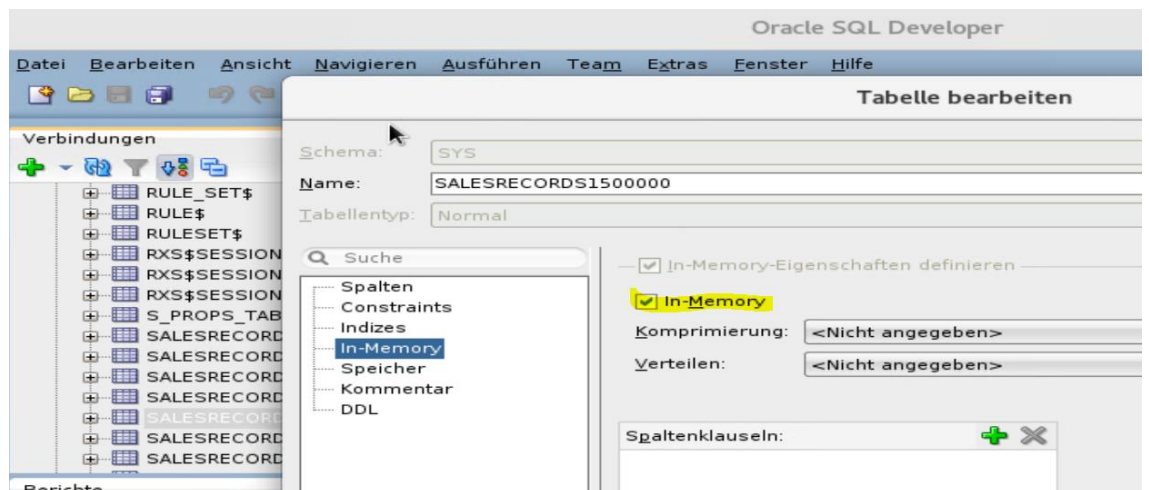 Oracle SQL Developer
Datei Bearbeiten Ansicht Navigieren Ausführen Team Extras Fenster Hilfe
Tabelle bearbeiten
Verbindungen
RULE_SET$
RULE$
RULESET$
RXS$SESSION
RXS$SESSION
RXS$SESSION
S_PROPS_TAB
SALESRECORD
SALESRECORD
SALESRECORD
SALESRECORD
SALESRECORD
SALESRECORD
SALESRECORD
Berichte
Schema: SYS
Name: SALESRECORDS1500000
Tabellentyp: Normal
Suche
Spalten
Constraints
Indizes
In-Memory
Speicher
Kommentar
DDL
In-Memory-Eigenschaften definieren
In-Memory
Komprimierung: <Nicht angegeben>
Verteilen: <Nicht angegeben>
Spaltenklauseln: